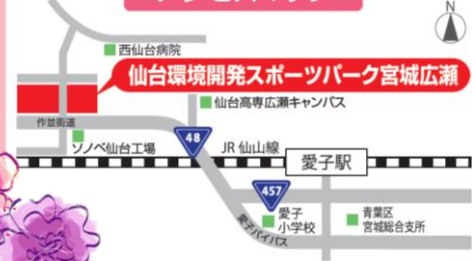 N
西仙台病院
仙台環境開発スポーツパーク宮城広瀬
仙台高専広瀬キャンパス
作並街道
ソノベ仙台工場
48
JR 仙山線
愛子駅
457
愛子
小学校
青葉区
宮城総合支所
愛子バイパス